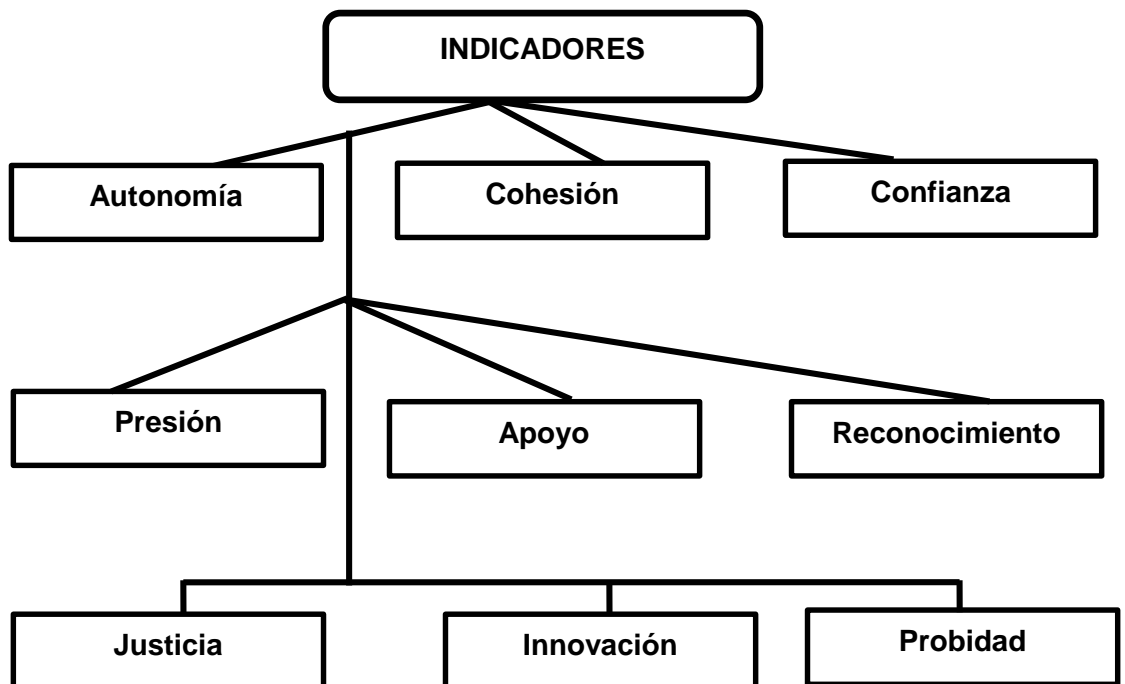 INDICADORES
Autonomía
Cohesión
Confianza
Presión
Apoyo
Reconocimiento
Justicia
Innovación
Probidad